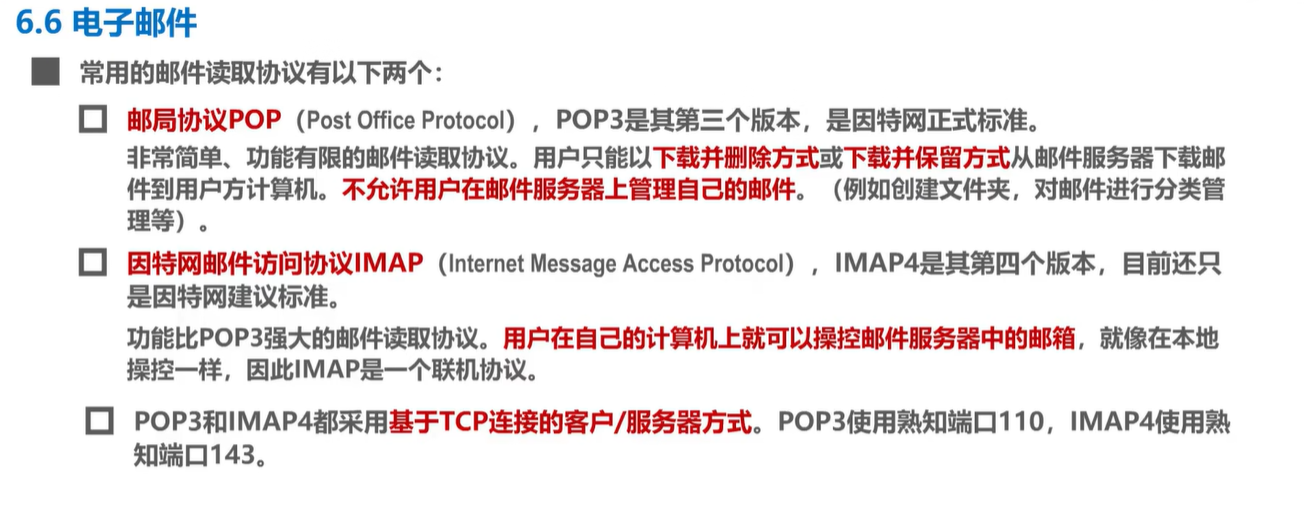 6.6 电子邮件
常用的邮件读取协议有以下两个：
邮局协议POP（Post Office Protocol），POP3是其第三个版本，是因特网正式标准。
非常简单、功能有限的邮件读取协议。用户只能以下载并删除方式或下载并保留方式从邮件服务器下载邮
件到用户方计算机。不允许用户在邮件服务器上管理自己的邮件。（例如创建文件夹，对邮件进行分类管
理等）。
因特网邮件访问协议IMAP（Internet Message Access Protocol），IMAP4是其第四个版本，目前还只
是因特网建议标准。
功能比POP3强大的邮件读取协议。用户在自己的计算机上就可以操控邮件服务器中的邮箱，就像在本地
操控一样，因此IMAP是一个联机协议。
POP3和IMAP4都采用基于TCP连接的客户/服务器方式。POP3使用熟知端口110，IMAP4使用熟
知端口143。